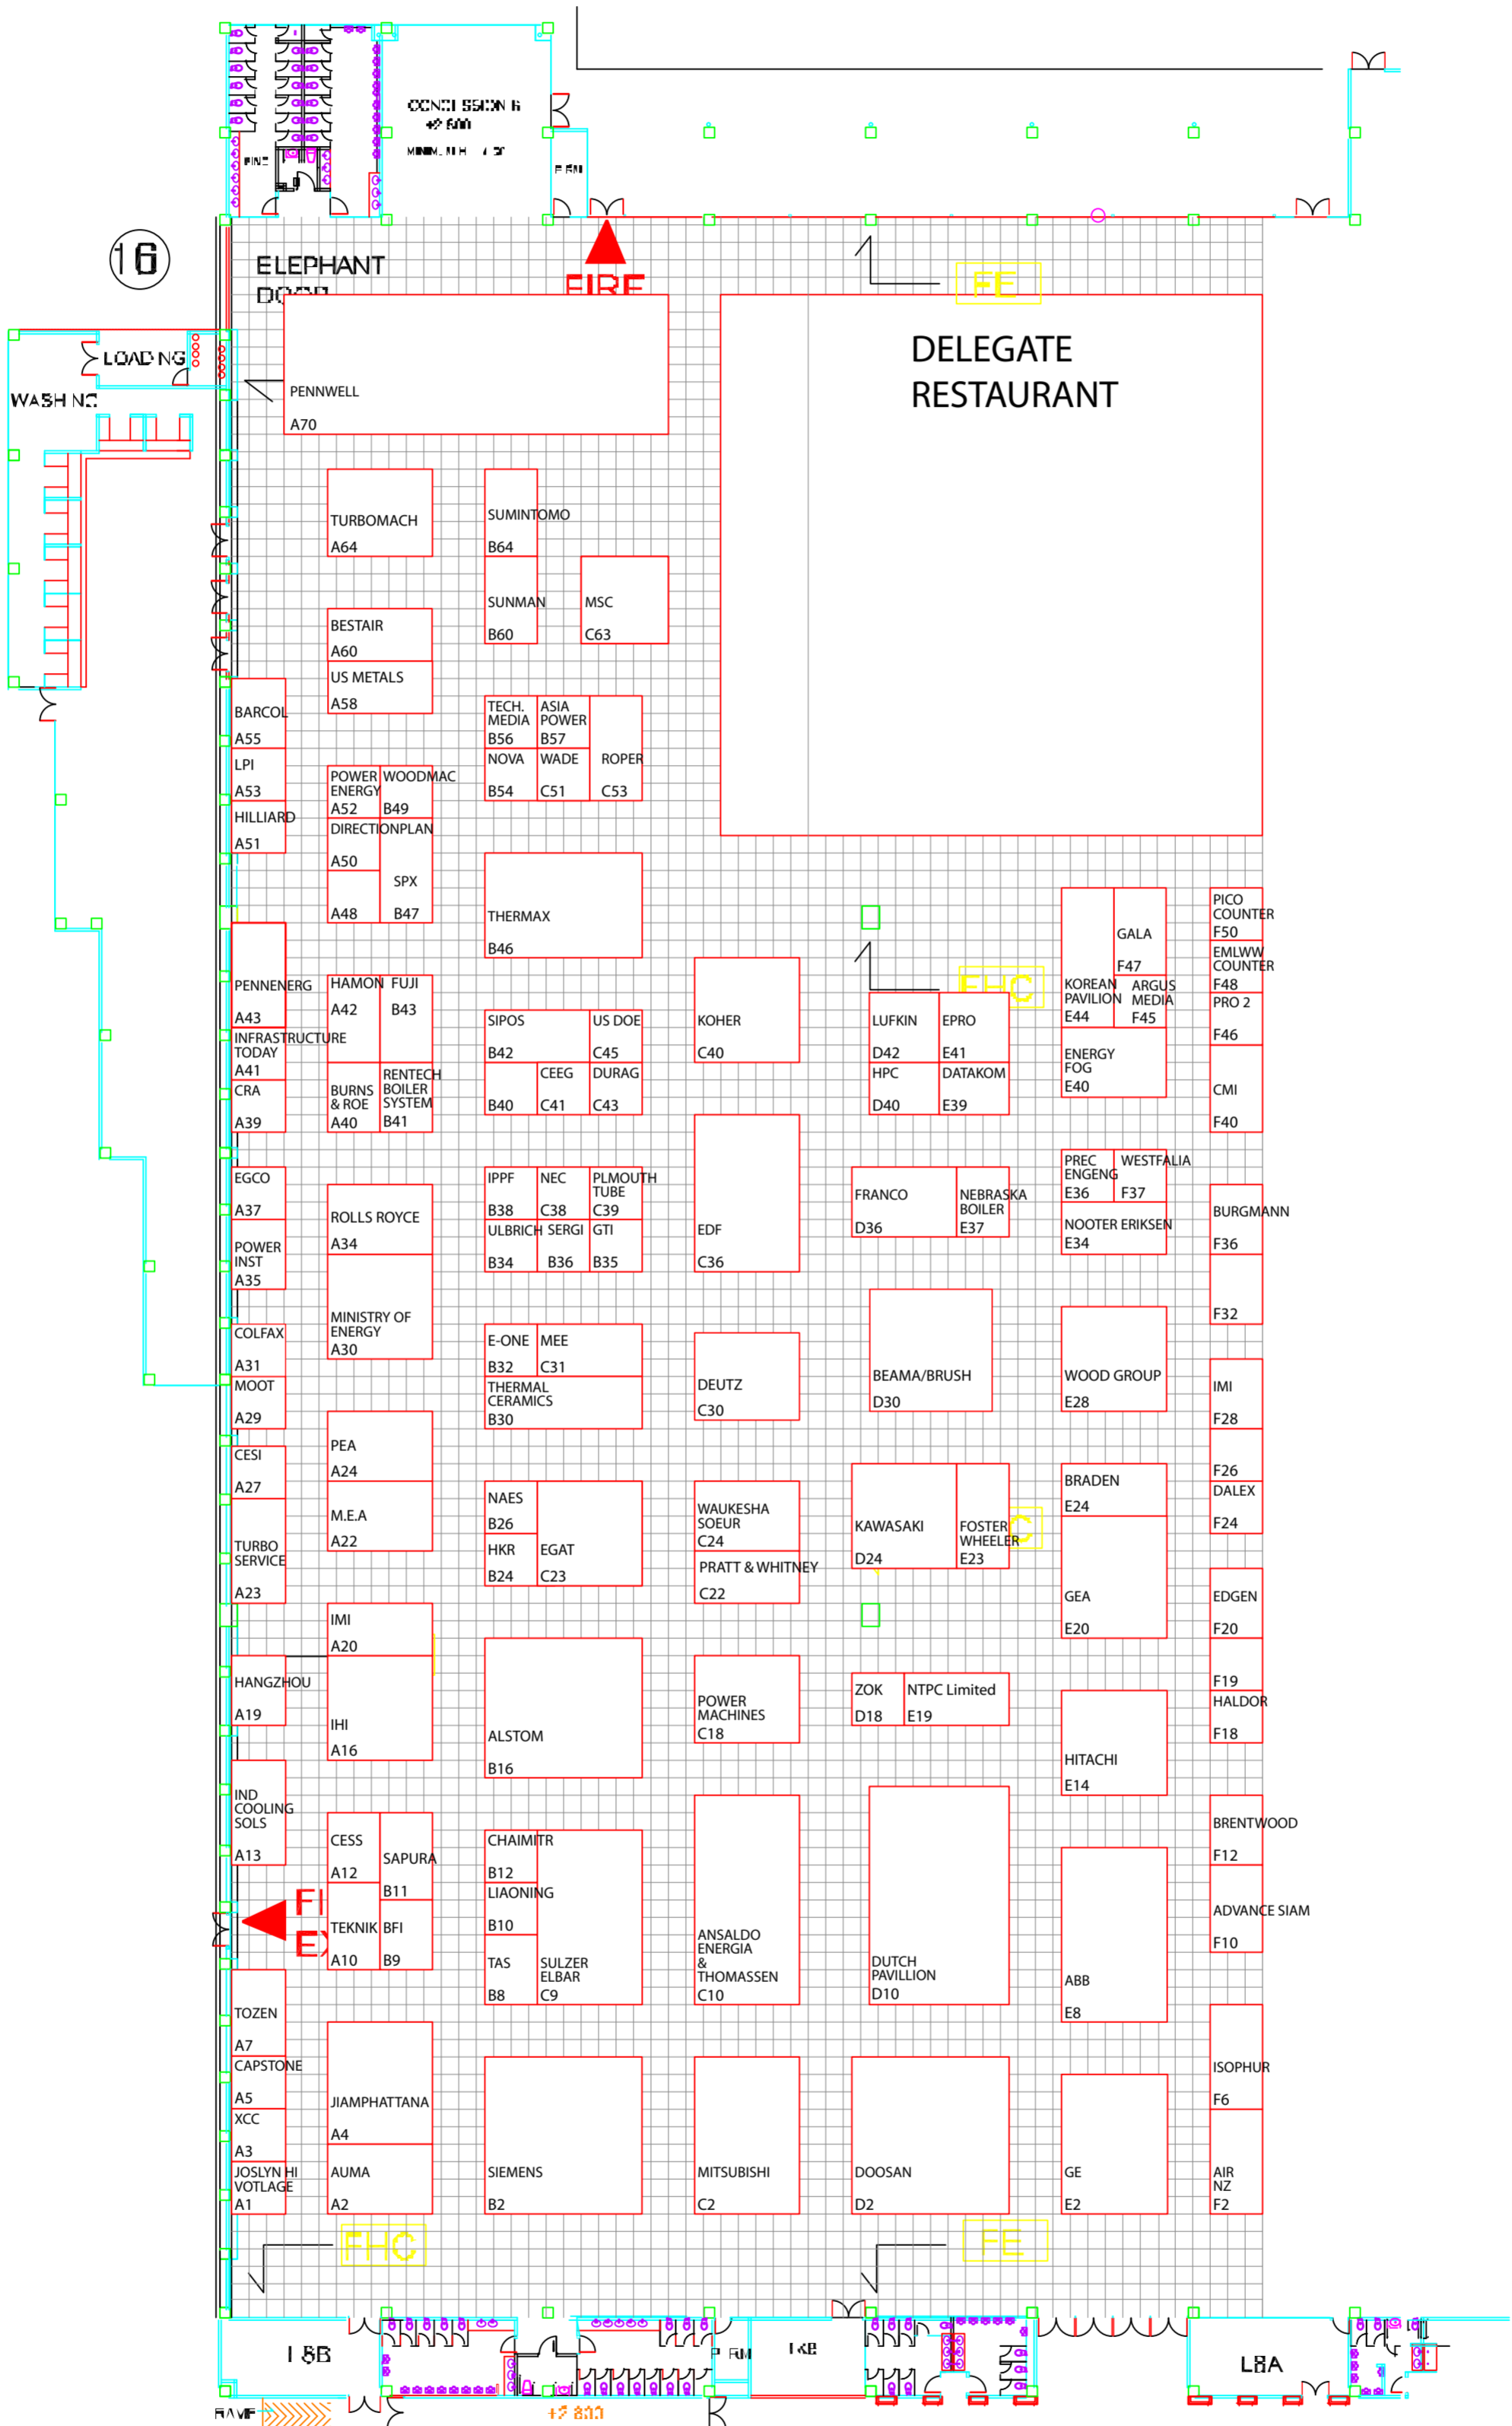 16
ELEPHANT
FIRE
FE
LOADING
DELEGATE
RESTAURANT
PENNWELL
A70
TURBOMACH
A64
SUMINTOMO
B64
SUNMAN
B60
MSC
C63
BESTAIR
A60
US METALS
A58
BARCOL
A55
LPI
A53
HILLIARD
A51
TECH.
MEDIA
B56
ASIA
POWER
B57
NOVA
B54
WADE
C51
ROPER
C53
POWER
ENERGY
A52
WOODMAC
B49
DIRECTIONPLAN
A50
A48
SPX
B47
THERMAX
B46
PICO
COUNTER
F50
EMLWW
COUNTER
F48
PRO 2
F46
GALA
F47
KOREAN
PAVILION
E44
ARGUS
MEDIA
F45
ENERGY
FOG
E40
CMI
F40
PENNENERG
A43
INFRASTRUCTURE
TODAY
A41
CRA
A39
HAMON
A42
FUJI
B43
BURNS
& ROE
A40
RENTECH
BOILER
SYSTEM
B41
SIPOS
B42
US DOE
C45
B40
CEEG
C41
DURAG
C43
KOHER
C40
FHC
LUFKIN
D42
EPRO
E41
HPC
D40
DATAKOM
E39
EGCO
A37
POWER
INST
A35
ROLLS ROYCE
A34
MINISTRY OF
ENERGY
A30
IPPF
B38
NEC
C38
PLMOUTH
TUBE
C39
ULBRICH
B34
SERGI
B36
GTI
B35
EDF
C36
FRANCO
D36
NEBRASKA
BOILER
E37
PREC
ENGENG
E36
WESTFALIA
F37
NOOTER ERIKSEN
E34
BURGMANN
F36
F32
COLFAX
A31
MOOT
A29
E-ONE
B32
MEE
C31
THERMAL
CERAMICS
B30
DEUTZ
C30
BEAMA/BRUSH
D30
WOOD GROUP
E28
IMI
F28
F26
DALEX
F24
CESI
A27
TURBO
SERVICE
A23
PEA
A24
M.E.A
A22
NAES
B26
HKR
B24
EGAT
C23
WAUKESHA
SOEUR
C24
PRATT & WHITNEY
C22
KAWASAKI
D24
FOSTER
WHEELER
E23
BRADEN
E24
GEA
E20
EDGEN
F20
F19
HALDOR
F18
IMI
A20
HANGZHOU
A19
IHI
A16
ALSTOM
B16
POWER
MACHINES
C18
ZOK
D18
NTPC Limited
E19
HITACHI
E14
IND
COOLING
SOLS
A13
CESS
A12
SAPURA
B11
TEKNIK
A10
BFI
B9
CHAIMITR
B12
LIAONING
B10
TAS
B8
SULZER
ELBAR
C9
ANSALDO
ENERGIA
&
THOMASSEN
C10
DUTCH
PAVILLION
D10
ABB
E8
BRENTWOOD
F12
ADVANCE SIAM
F10
TOZEN
A7
CAPSTONE
A5
XCC
A3
JOSLYN HI
VOTLAGE
A1
JIAMPHATTANA
A4
AUMA
A2
SIEMENS
B2
MITSUBISHI
C2
DOOSAN
D2
GE
E2
ISOPHUR
F6
AIR
NZ
F2
FHC
FE